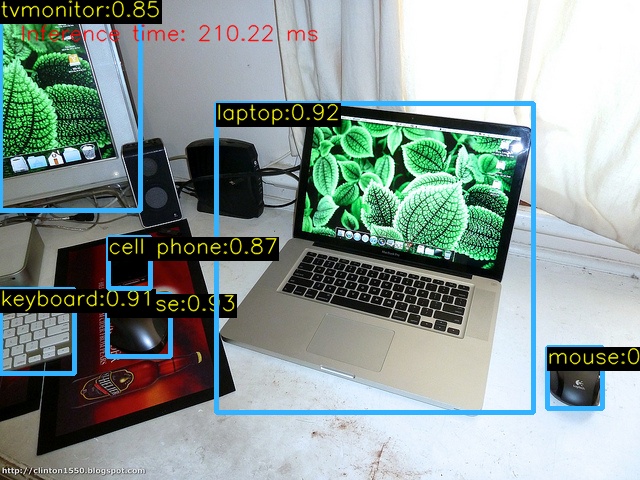 tvmonitor:0.85
Inference time: 210.22 ms
laptop:0.92
cell phone:0.87
keyboard:0.91
se:0.93
mouse:0
Logitech
http://clinton1550.blogspot.com